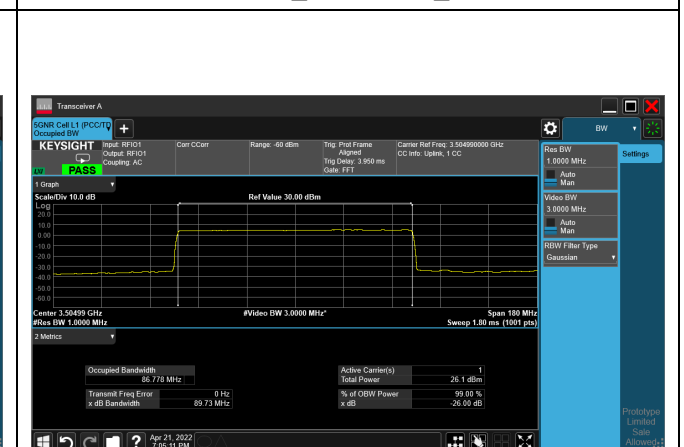 Transceiver A
5GNR Cell L1 (PCC/TD
Occupied BW
KEYSIGHT
LXI
PASS
Input: RFIO1
Output: RFIO1
Coupling: AC
Corr CCorr
Range: -60 dBm
Trig: Prot Frame
Aligned
Trig Delay: 3.950 ms
Gate: FFT
Carrier Ref Freq: 3.504990000 GHz
CC Info: Uplink, 1 CC
BW
Settings
Res BW
1.0000 MHz
Auto
Man
Video BW
3.0000 MHz
Auto
Man
RBW Filter Type
Gaussian
1 Graph
Scale/Div 10.0 dB
Ref Value 30.00 dBm
Log
20.0
10.0
0.00
-10.0
-20.0
-30.0
-40.0
-50.0
-60.0
Center 3.50499 GHz
#Video BW 3.0000 MHz*
Span 180 MHz
#Res BW 1.0000 MHz
Sweep 1.80 ms (1001 pts)
2 Metrics
Occupied Bandwidth
86.778 MHz
Transmit Freq Error 0 Hz
x dB Bandwidth 89.73 MHz
Active Carrier(s) 1
Total Power 26.1 dBm
% of OBW Power 99.00 %
x dB -26.00 dB
Prototype
Limited
Sale
Allowed
Apr 21, 2022
7:05:11 PM